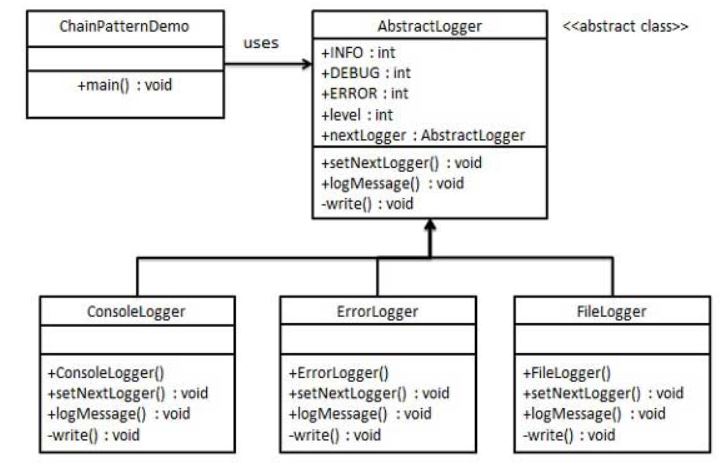 ChainPatternDemo
+main() : void
uses
AbstractLogger
<<abstract class>>
+INFO : int
+DEBUG : int
+ERROR : int
+level : int
+nextLogger : AbstractLogger
+setNextLogger() : void
+logMessage() : void
-write() : void
ConsoleLogger
+ConsoleLogger()
+setNextLogger() : void
+logMessage() : void
-write() : void
ErrorLogger
+ErrorLogger()
+setNextLogger() : void
+logMessage() : void
-write() : void
FileLogger
+FileLogger()
+setNextLogger() : void
+logMessage() : void
-write() : void